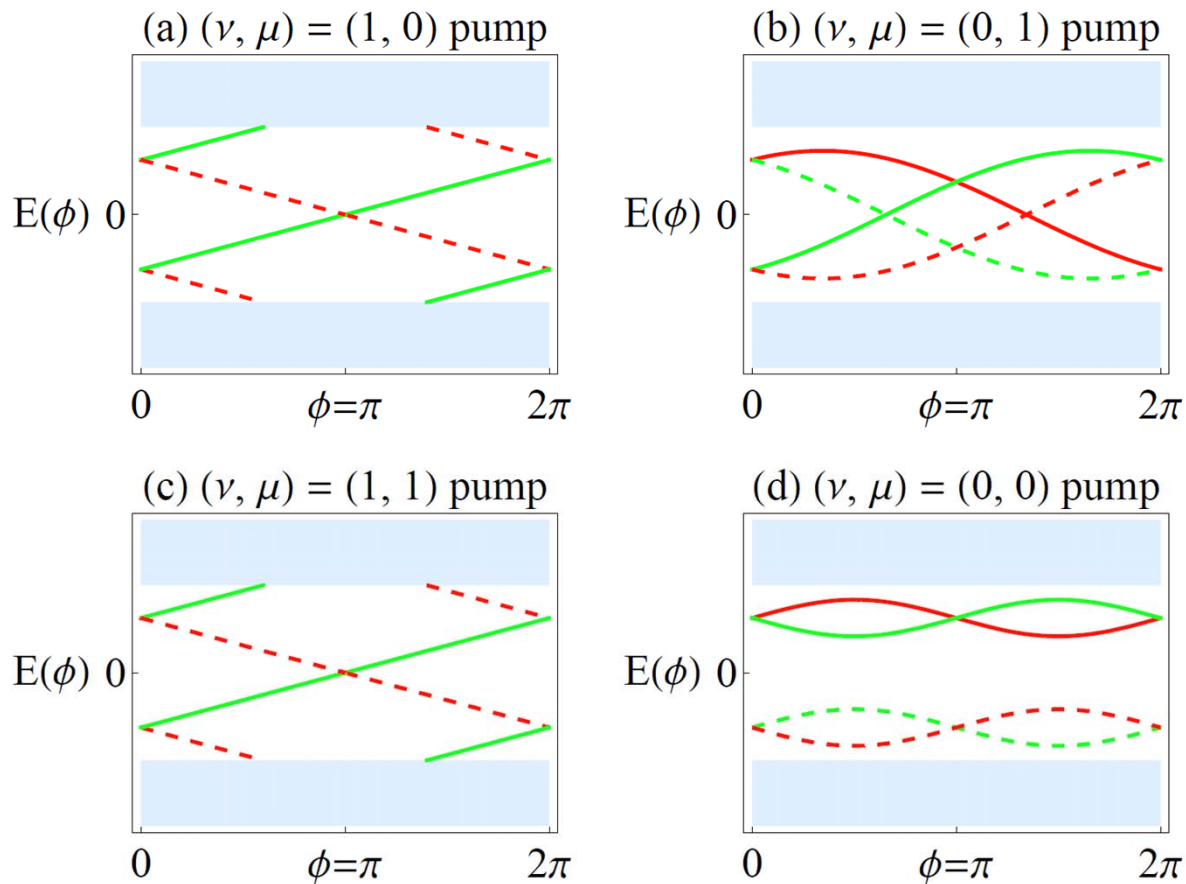 (a) (ν, μ) = (1, 0) pump
E(ϕ) 0
0 ϕ=π 2π
(b) (ν, μ) = (0, 1) pump
E(ϕ) 0
0 ϕ=π 2π
(c) (ν, μ) = (1, 1) pump
E(ϕ) 0
0 ϕ=π 2π
(d) (ν, μ) = (0, 0) pump
E(ϕ) 0
0 ϕ=π 2π